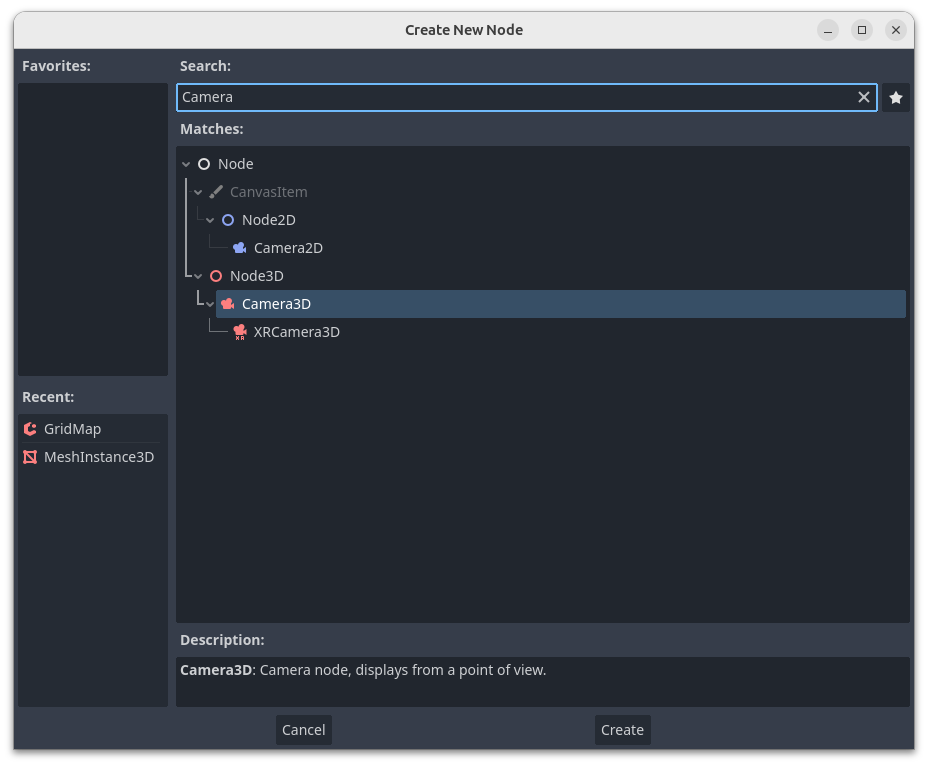 Create New Node
Favorites:
Search:
Camera
Matches:
Node
CanvasItem
Node2D
Camera2D
Node3D
Camera3D
XRCamera3D
Recent:
GridMap
MeshInstance3D
Description:
Camera3D: Camera node, displays from a point of view.
Cancel
Create